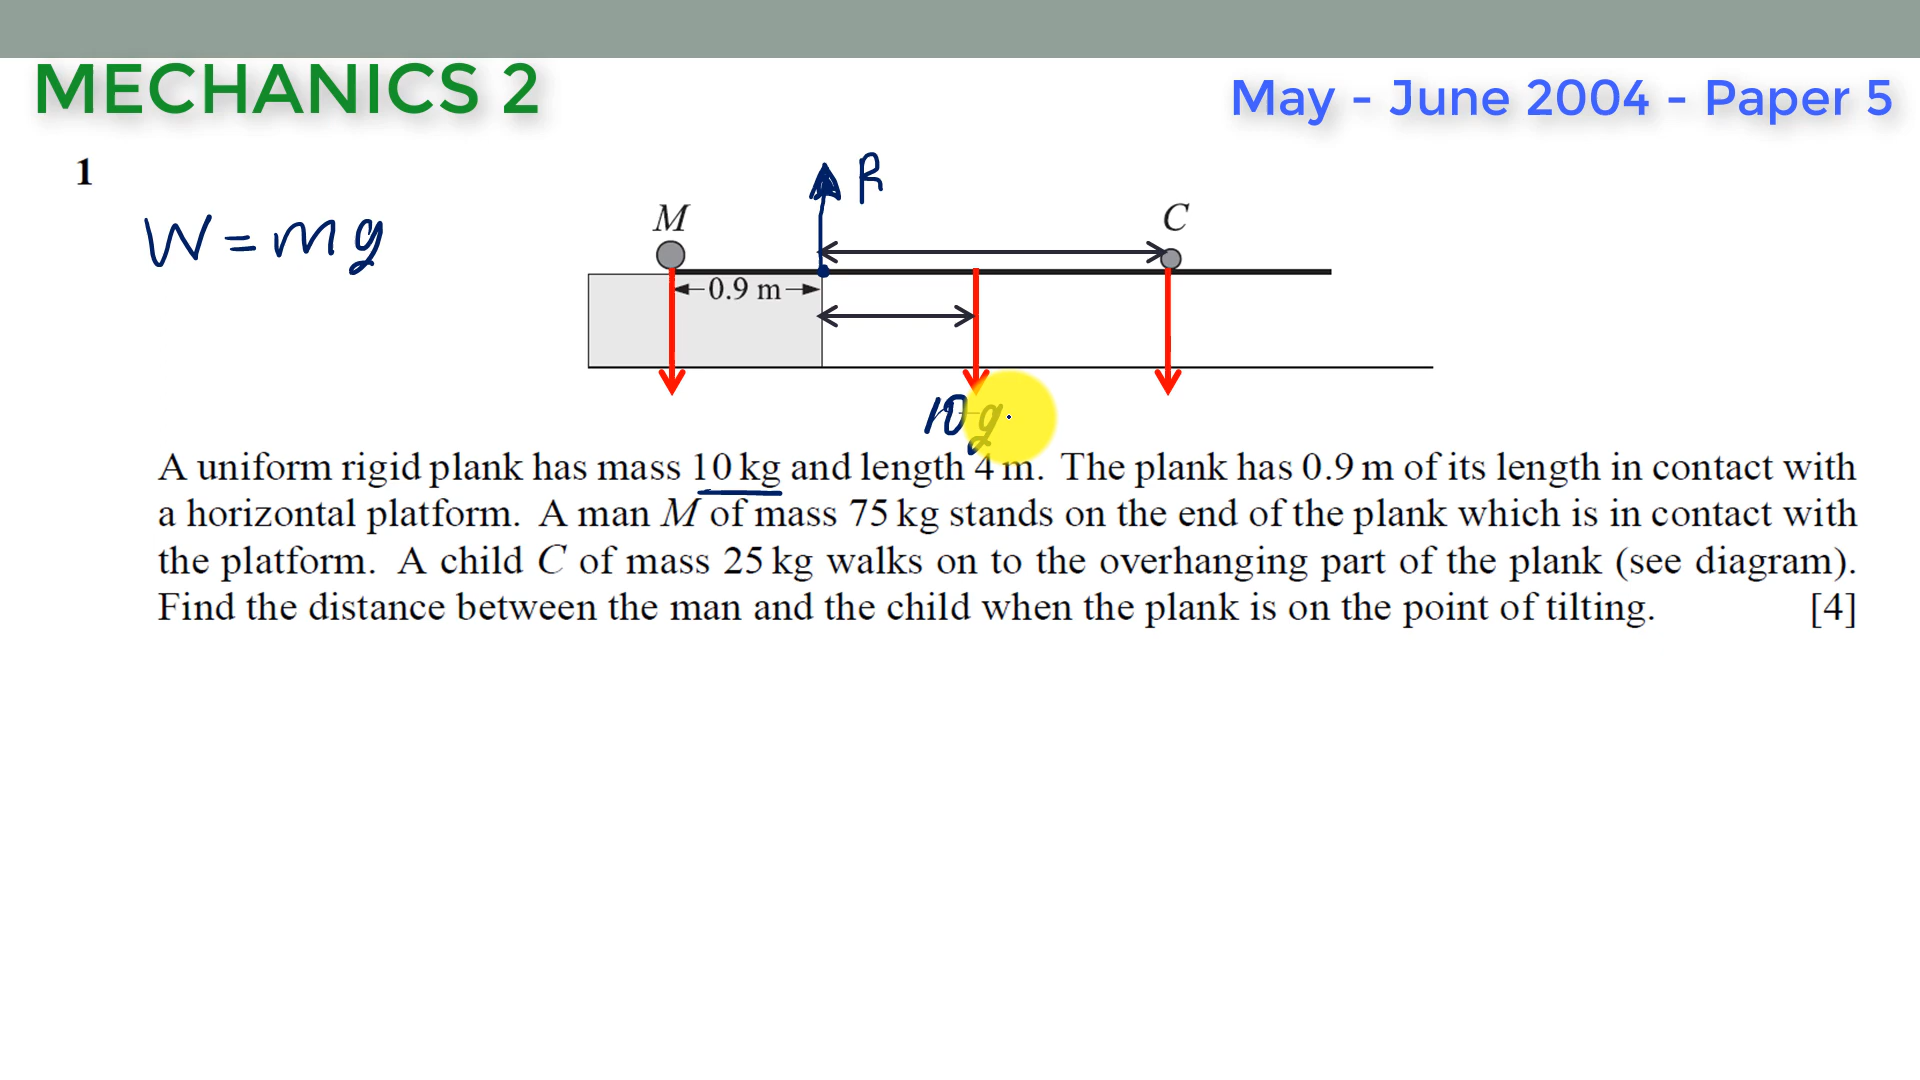 MECHANICS 2
May - June 2004 - Paper 5
1
W = mg
R
M
C
0.9 m
10g
A uniform rigid plank has mass 10 kg and length 4 m. The plank has 0.9 m of its length in contact with
a horizontal platform. A man M of mass 75 kg stands on the end of the plank which is in contact with
the platform. A child C of mass 25 kg walks on to the overhanging part of the plank (see diagram).
Find the distance between the man and the child when the plank is on the point of tilting. [4]